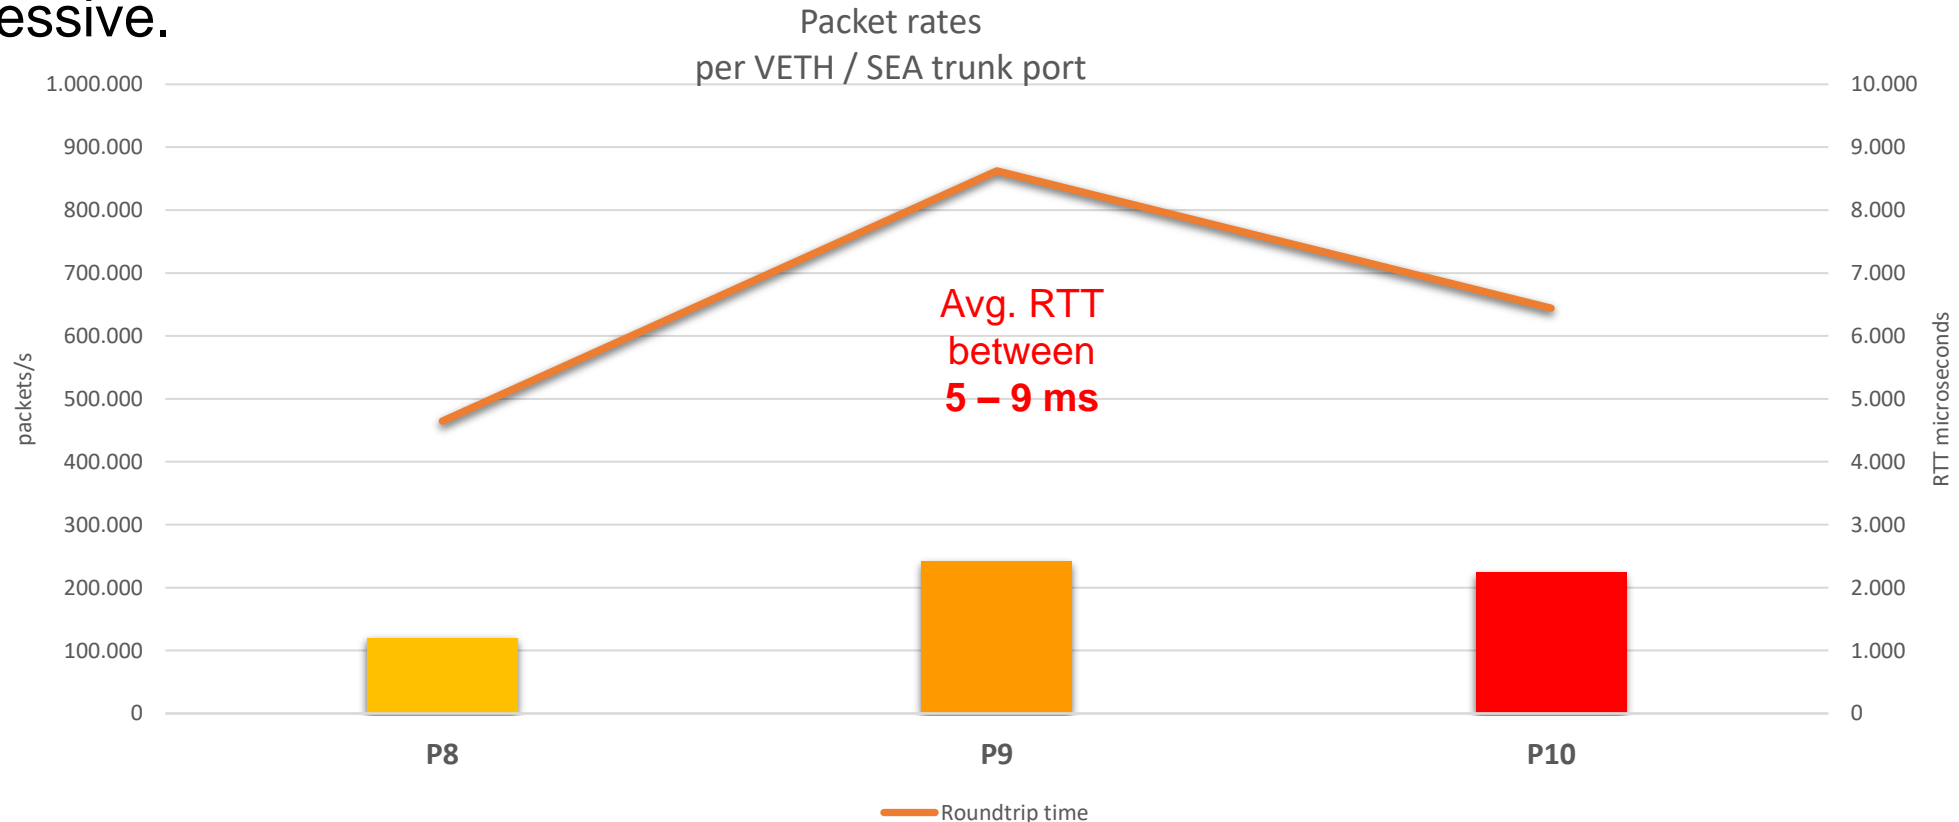 essive.
Packet rates
per VETH / SEA trunk port
1.000.000
900.000
800.000
700.000
600.000
500.000
400.000
300.000
200.000
100.000
0
packets/s
10.000
9.000
8.000
7.000
6.000
5.000
4.000
3.000
2.000
1.000
0
RTT microseconds
Avg. RTT
between
5 – 9 ms
P8
P9
P10
Roundtrip time